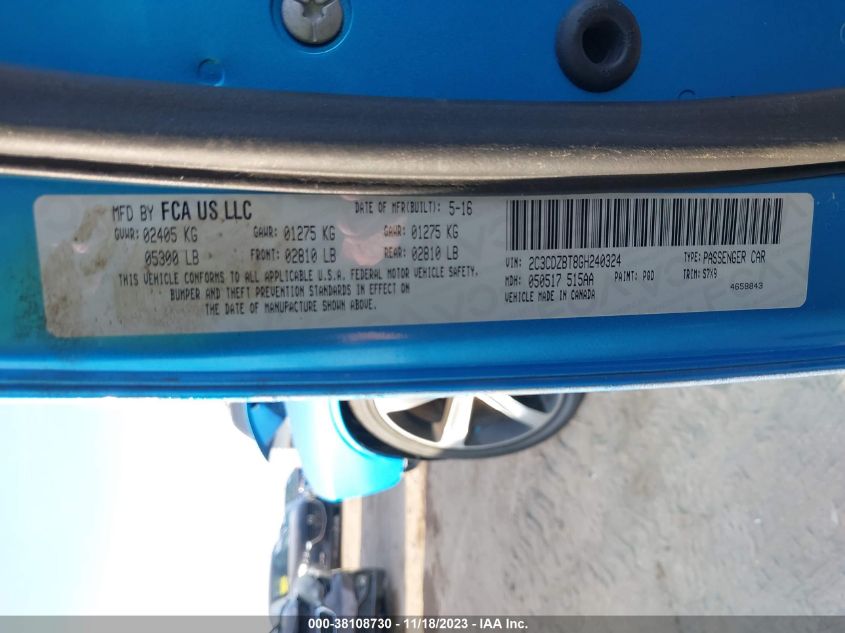 MFD BY FCA US LLC DATE OF MFR(BUILT): 5-16
GVWR: 02405 KG GAWR: 01275 KG GAWR: 01275 KG
05300 LB FRONT: 02810 LB REAR: 02810 LB
THIS VEHICLE CONFORMS TO ALL APPLICABLE U.S.A. FEDERAL MOTOR VEHICLE SAFETY,
BUMPER AND THEFT PREVENTION STANDARDS IN EFFECT ON
THE DATE OF MANUFACTURE SHOWN ABOVE.
VIN: 2C3CDZBT8GH240324 TYPE: PASSENGER CAR
MDH: 050517 515AA PAINT: PQD TRIM: S7X9
VEHICLE MADE IN CANADA 4659843
000-38108730 - 11/18/2023 - IAA Inc.